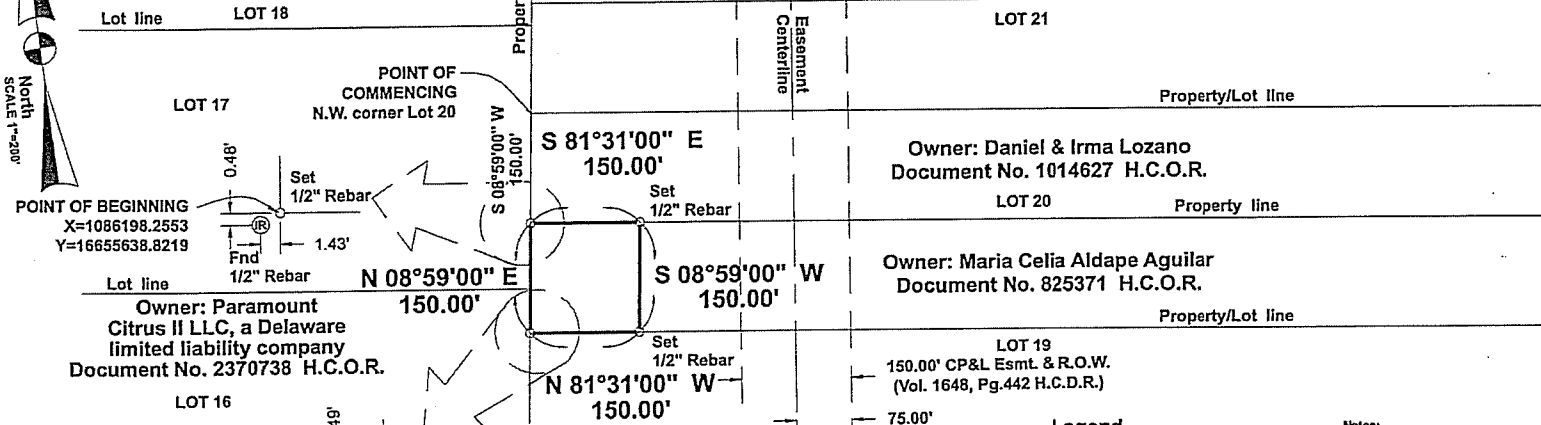 Lot line
LOT 18
LOT 21
Easement
Centerline
North
SCALE 1"=200'
POINT OF
COMMENCING
N.W. corner Lot 20
LOT 17
Property/Lot line
S 08°59'00" W
150.00'
S 81°31'00" E
150.00'
Owner: Daniel & Irma Lozano
Document No. 1014627 H.C.O.R.
0.48'
Set
1/2" Rebar
Set
1/2" Rebar
LOT 20
Property line
POINT OF BEGINNING
X=1086198.2553
Y=16655638.8219
JR
1.43'
Fnd
1/2" Rebar
Lot line
N 08°59'00" E
150.00'
S 08°59'00" W
150.00'
Owner: Maria Celia Aldape Aguilar
Document No. 825371 H.C.O.R.
Owner: Paramount
Citrus II LLC, a Delaware
limited liability company
Document No. 2370738 H.C.O.R.
Property/Lot line
Set
1/2" Rebar
LOT 19
150.00' CP&L Esmt. & R.O.W.
(Vol. 1648, Pg.442 H.C.D.R.)
N 81°31'00" W
150.00'
LOT 16
75.00'
Legend
Notes: